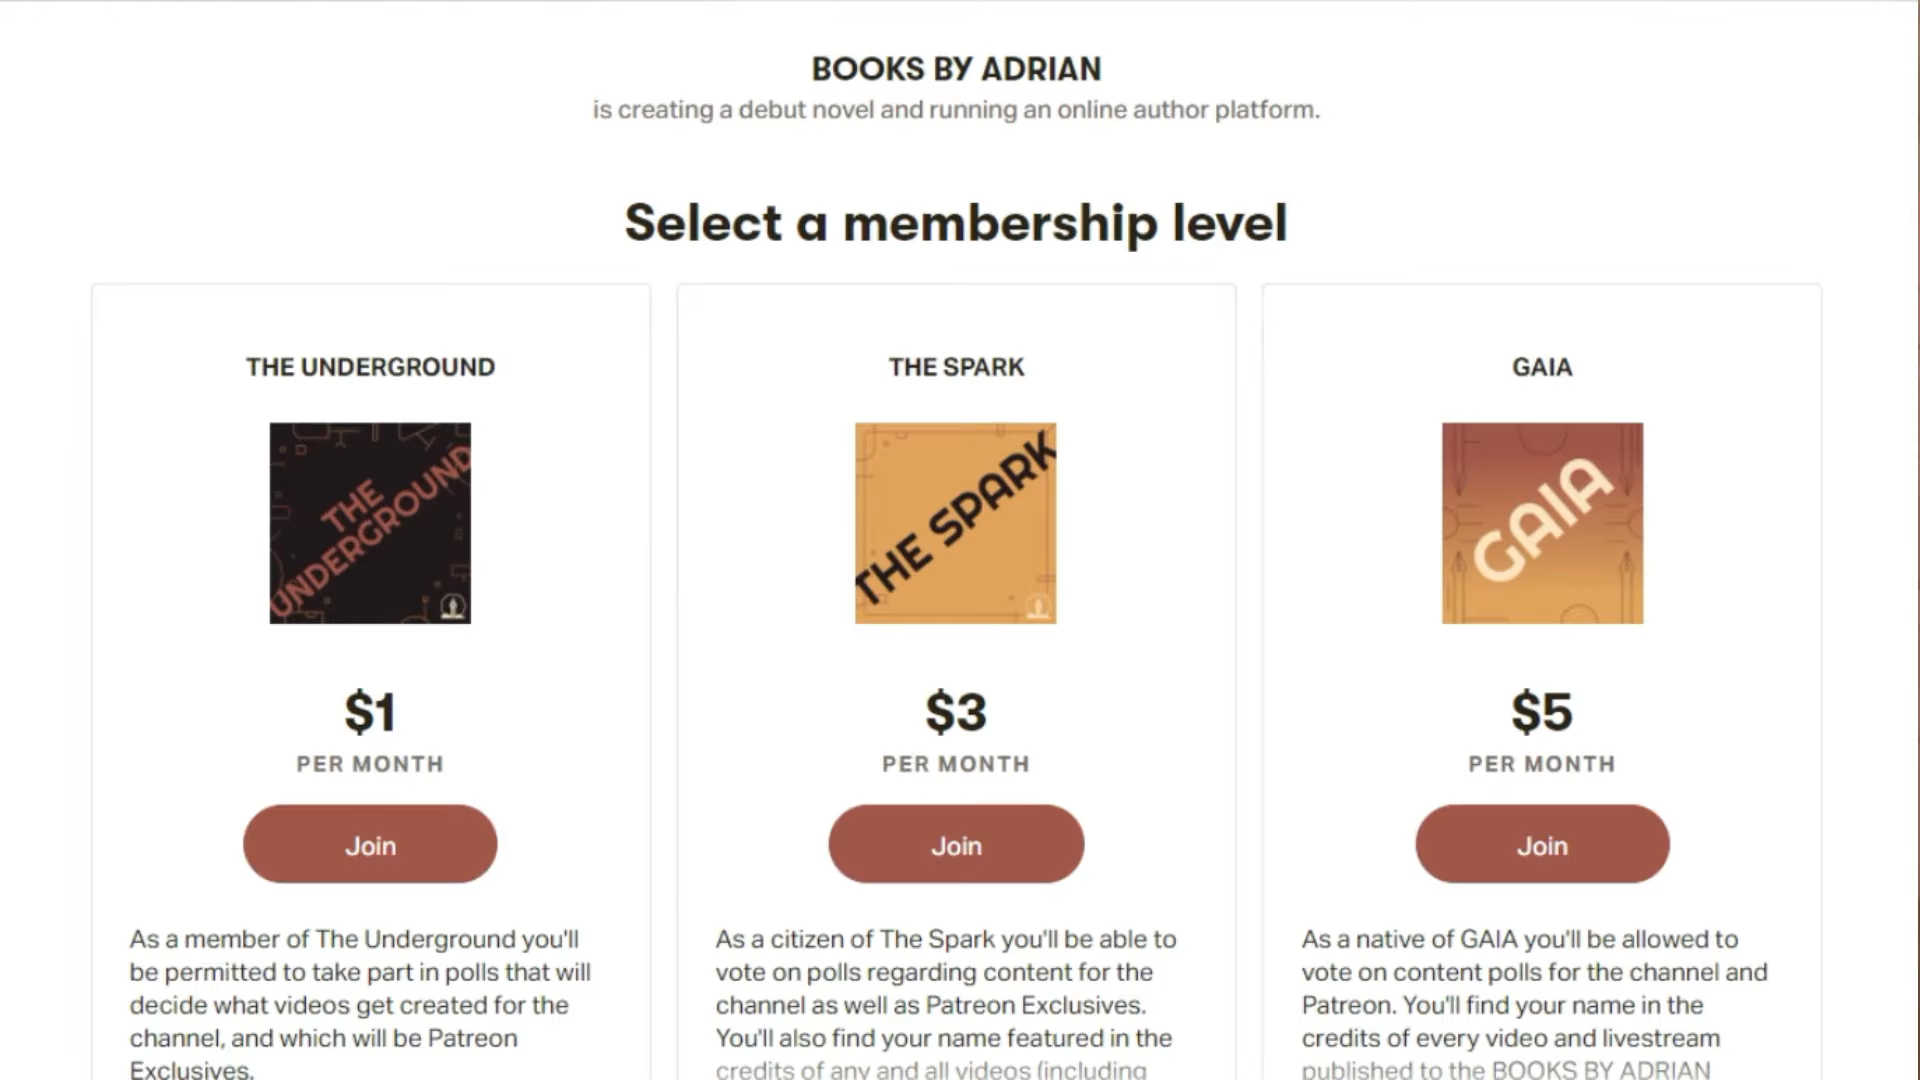 BOOKS BY ADRIAN
is creating a debut novel and running an online author platform.
Select a membership level
THE UNDERGROUND
THE
UNDERGROUND
$1
PER MONTH
Join
As a member of The Underground you'll
be permitted to take part in polls that will
decide what videos get created for the
channel, and which will be Patreon
Exclusives.
THE SPARK
THE SPARK
$3
PER MONTH
Join
As a citizen of The Spark you'll be able to
vote on polls regarding content for the
channel as well as Patreon Exclusives.
You'll also find your name featured in the
credits of any and all videos (including
GAIA
GAIA
$5
PER MONTH
Join
As a native of GAIA you'll be allowed to
vote on content polls for the channel and
Patreon. You'll find your name in the
credits of every video and livestream
published to the BOOKS BY ADRIAN